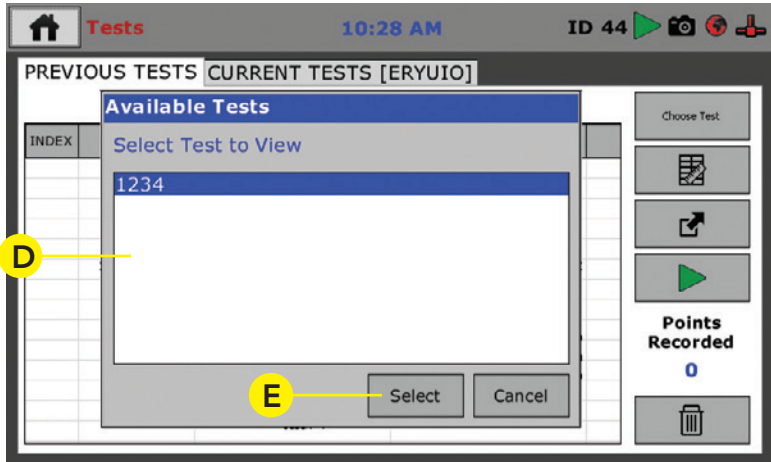 Tests 10:28 AM ID 44
PREVIOUS TESTS CURRENT TESTS [ERYUIO]
Available Tests
Choose Test
INDEX
Select Test to View
1234
D
Points
Recorded
0
E
Select Cancel